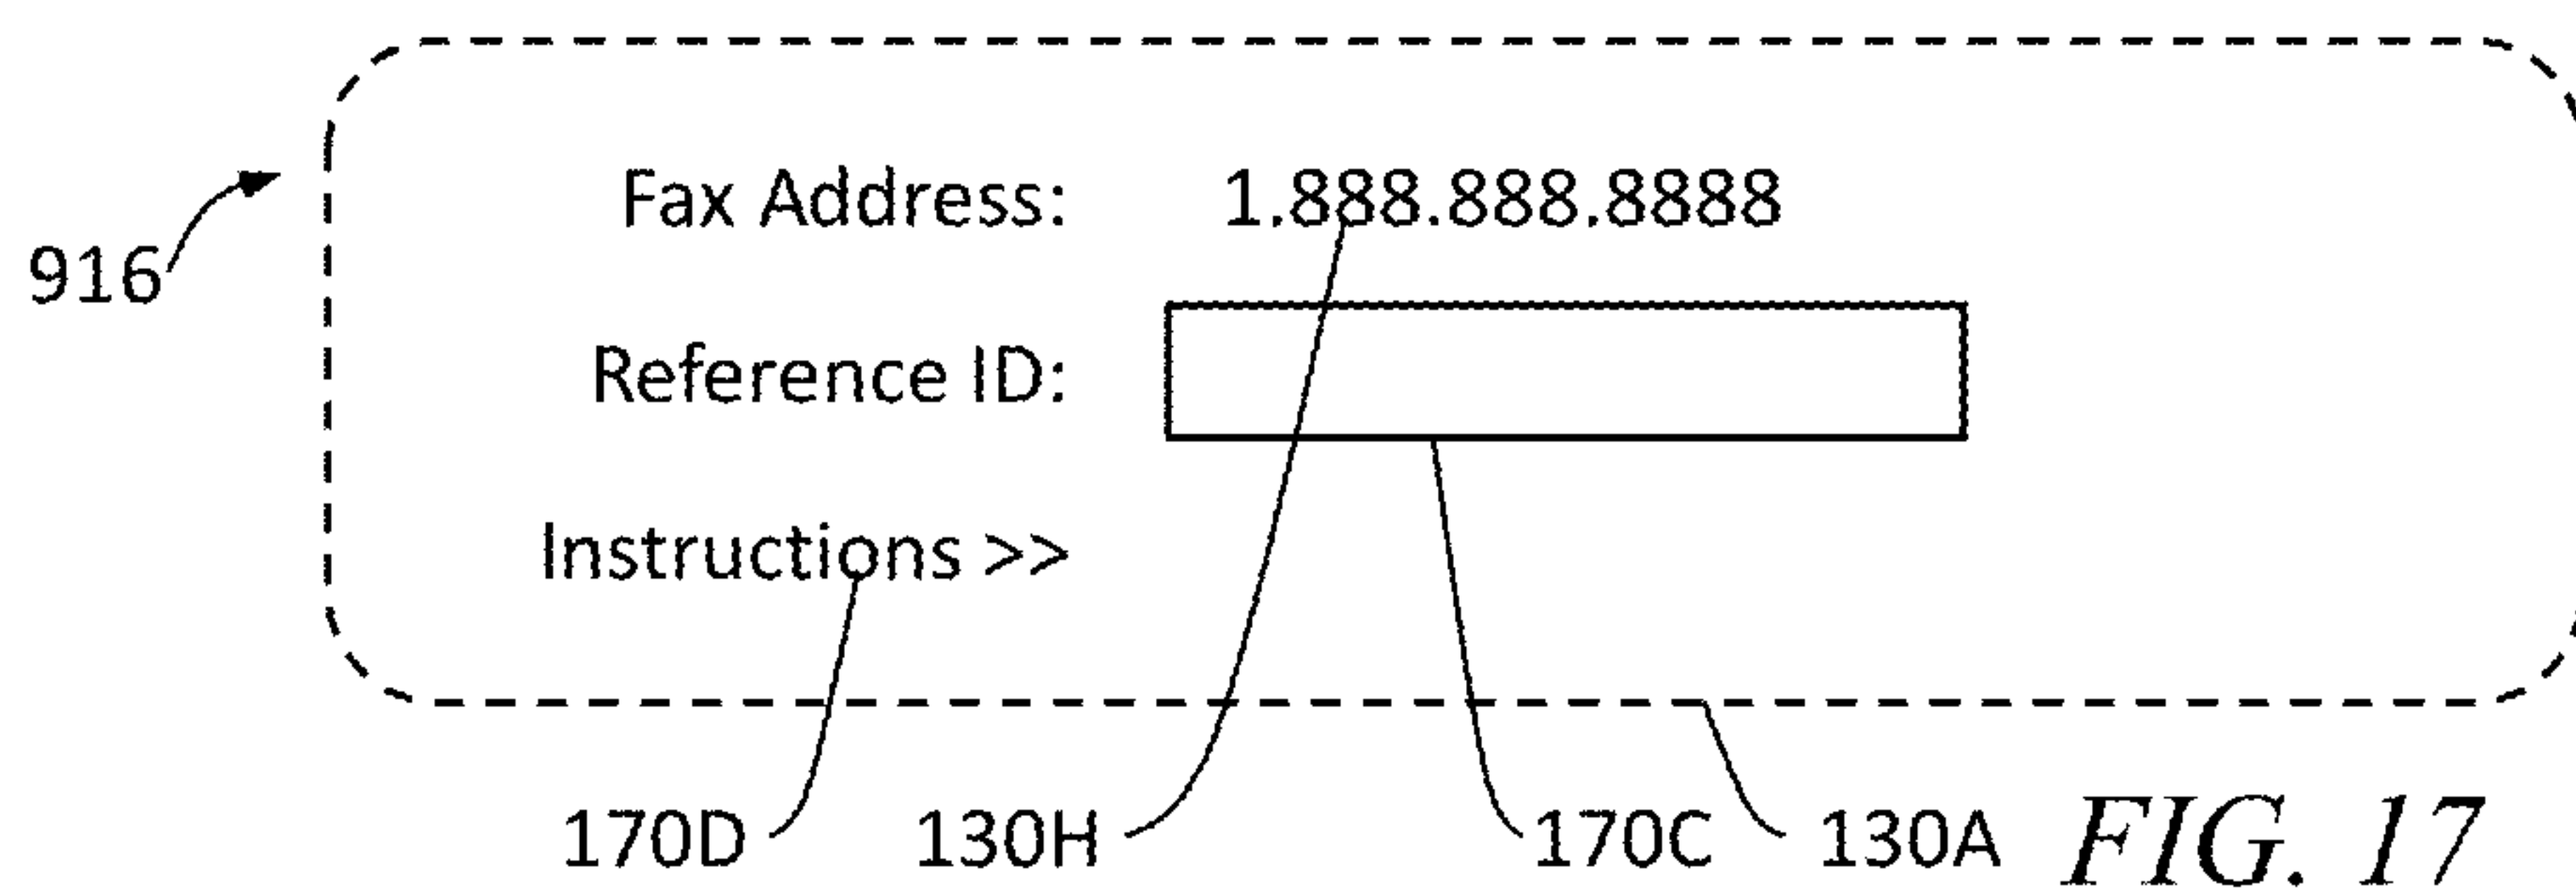 Fax Address: 1.888.888.8888
916
Reference ID:
Instructions >>
170D 130H 170C 130A FIG. 17